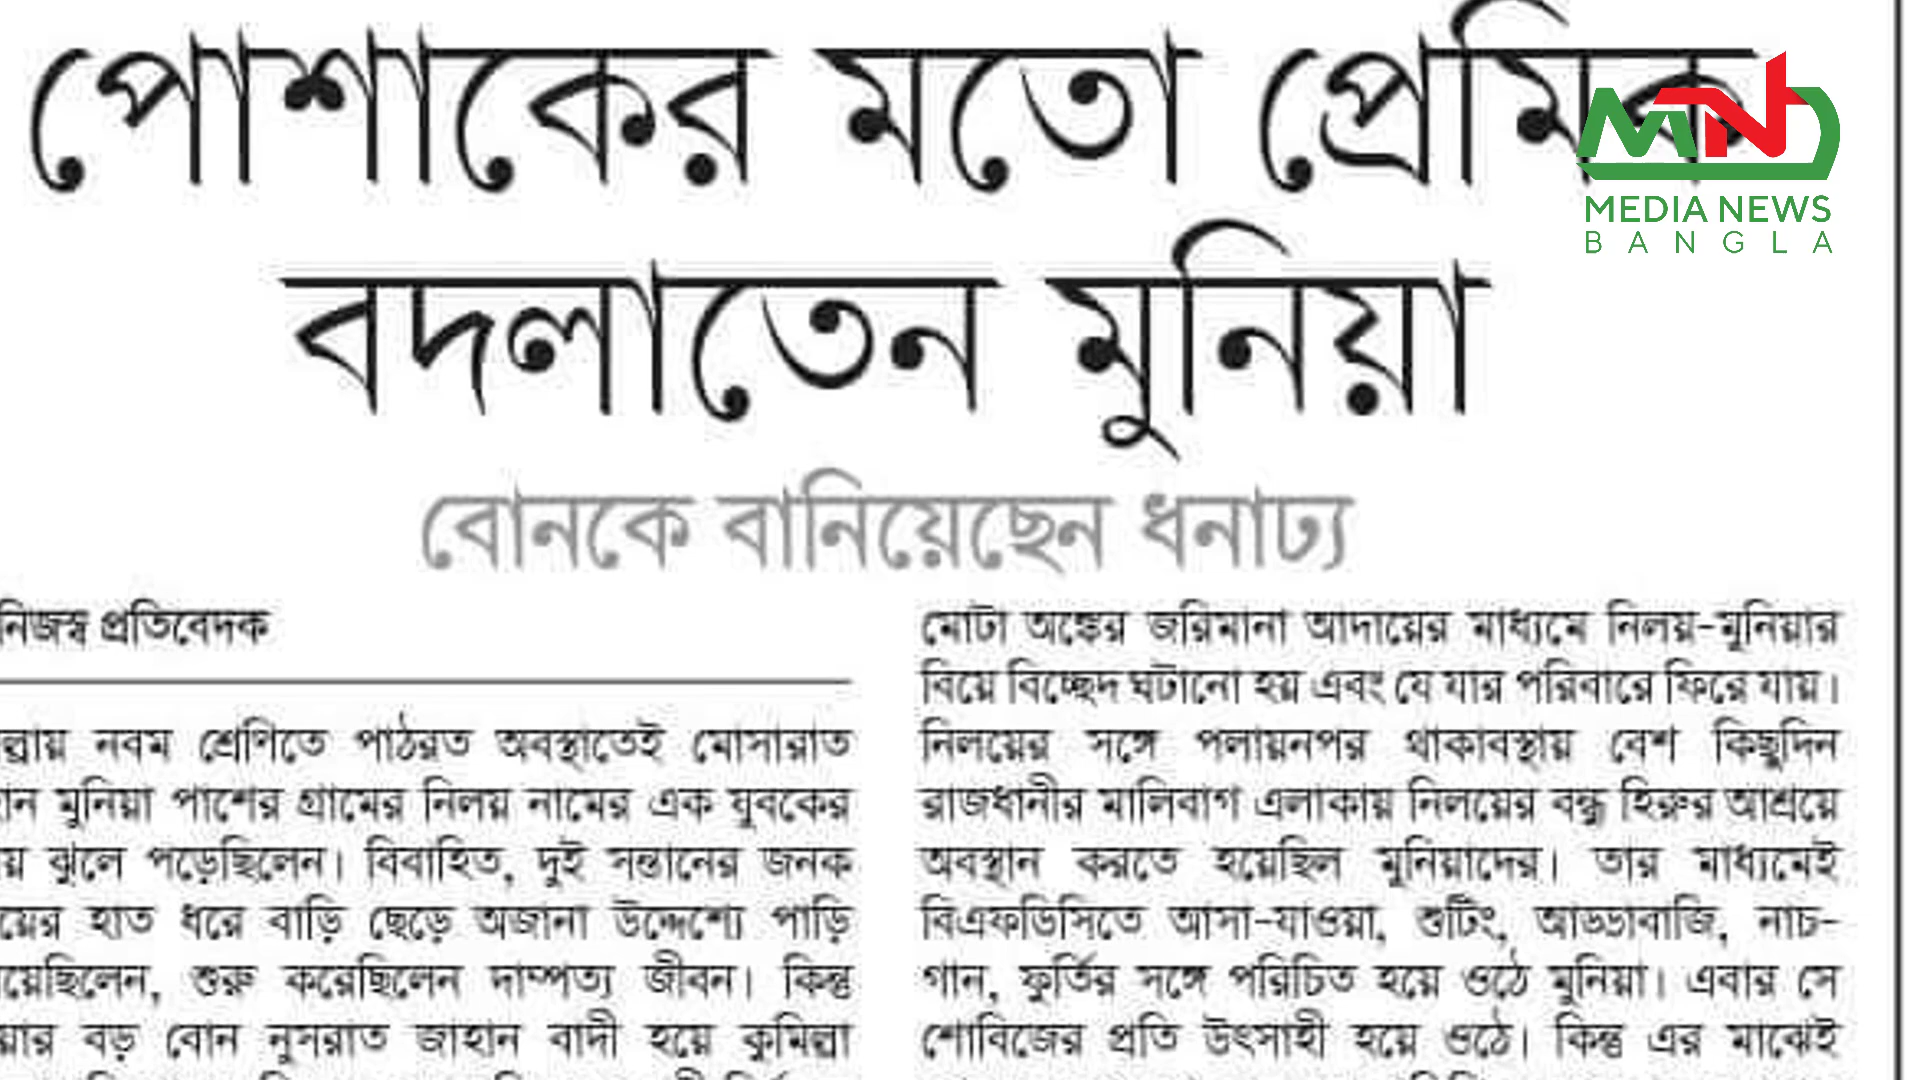 পোশাকের মতো প্রেমিক
বদলাতেন মুনিয়া
বোনকে বানিয়েছেন ধনাঢ্য
MEDIA NEWS
BANGLA
নিজস্ব প্রতিবেদক
নবম শ্রেণিতে পাঠরত অবস্থাতেই মোসারাত
মুনিয়া পাশের গ্রামের নিলয় নামের এক যুবকের
ঝুলে পড়েছিলেন। বিবাহিত, দুই সন্তানের জনক
হাত ধরে বাড়ি ছেড়ে অজানা উদ্দেশ্যে পাড়ি
শুরু করেছিলেন দাম্পত্য জীবন। কিন্তু
বড় বোন নুসরাত জাহান বাদী হয়ে কুমিল্লা
মোটা অঙ্কের জরিমানা আদায়ের মাধ্যমে নিলয়-মুনিয়ার
বিয়ে বিচ্ছেদ ঘটানো হয় এবং যে যার পরিবারে ফিরে যায়।
নিলয়ের সঙ্গে পলায়নপর থাকাবস্থায় বেশ কিছুদিন
রাজধানীর মালিবাগ এলাকায় নিলয়ের বন্ধু হিরুর আশ্রয়ে
অবস্থান করতে হয়েছিল মুনিয়াদের। তার মাধ্যমেই
বিএফডিসিতে আসা-যাওয়া, শুটিং, আড্ডাবাজি, নাচ-
গান, ফুর্তির সঙ্গে পরিচিত হয়ে ওঠে মুনিয়া। এবার সে
শোবিজের প্রতি উৎসাহী হয়ে ওঠে। কিন্তু এর মাঝেই